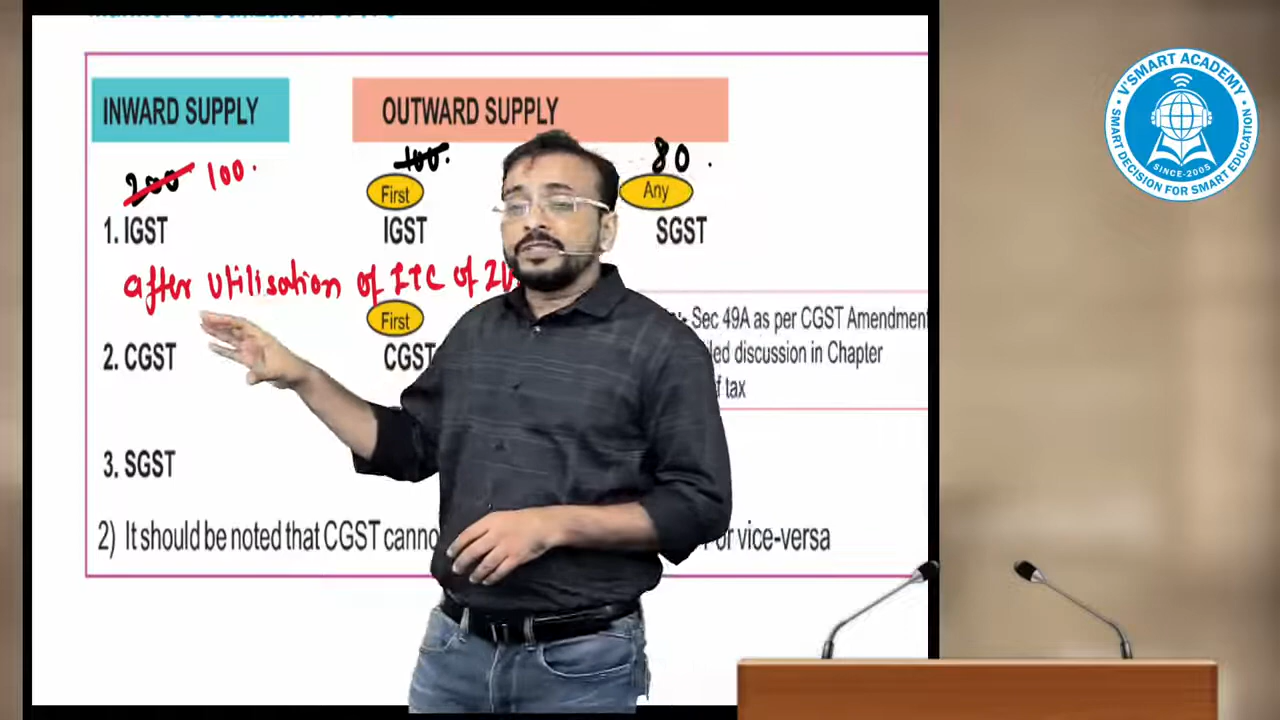 INWARD SUPPLY
OUTWARD SUPPLY
200 100.
100.
80.
First
Any
1. IGST
IGST
SGST
after utilisation of ITC of
First
Sec 49A as per CGST Amendment
2. CGST
CGST
discussion in Chapter
tax
3. SGST
2) It should be noted that CGST
or vice-versa
V'SMART ACADEMY
SINCE-2005
SMART DECISION FOR SMART EDUCATION